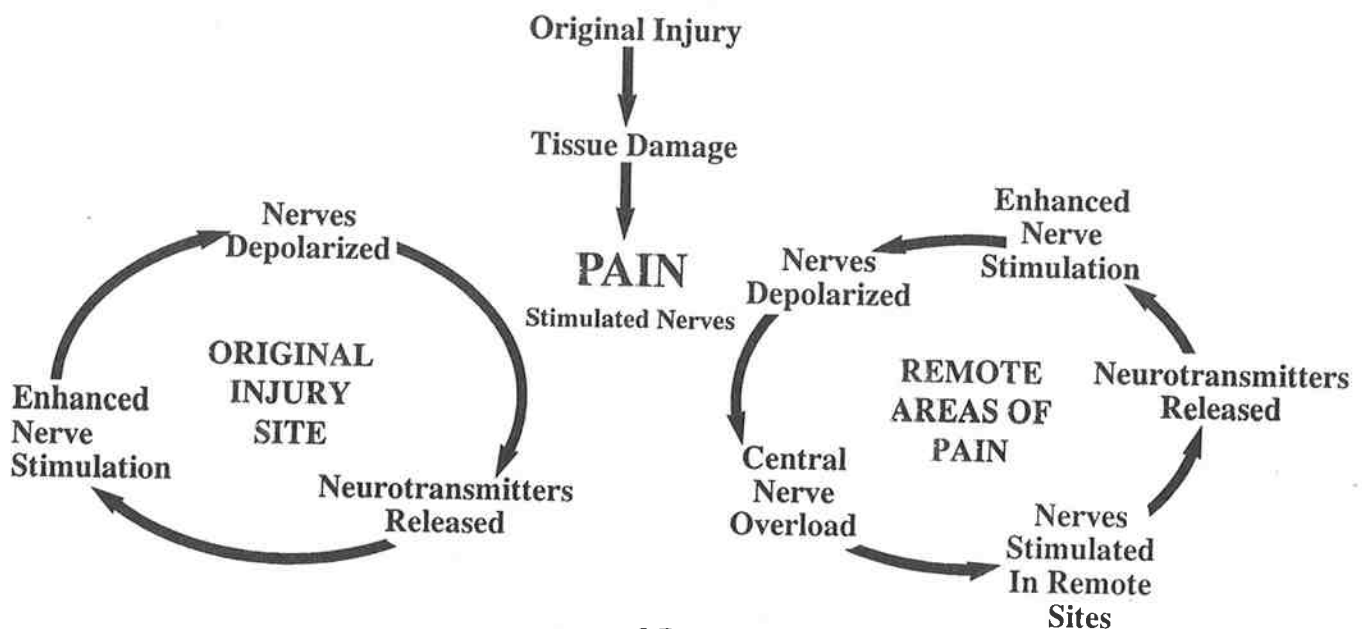 Original Injury
Tissue Damage
PAIN
Stimulated Nerves
Nerves
Depolarized
ORIGINAL
INJURY
SITE
Enhanced
Nerve
Stimulation
Neurotransmitters
Released
Enhanced
Nerve
Stimulation
Nerves
Depolarized
REMOTE
AREAS OF
PAIN
Neurotransmitters
Released
Central
Nerve
Overload
Nerves
Stimulated
In Remote
Sites